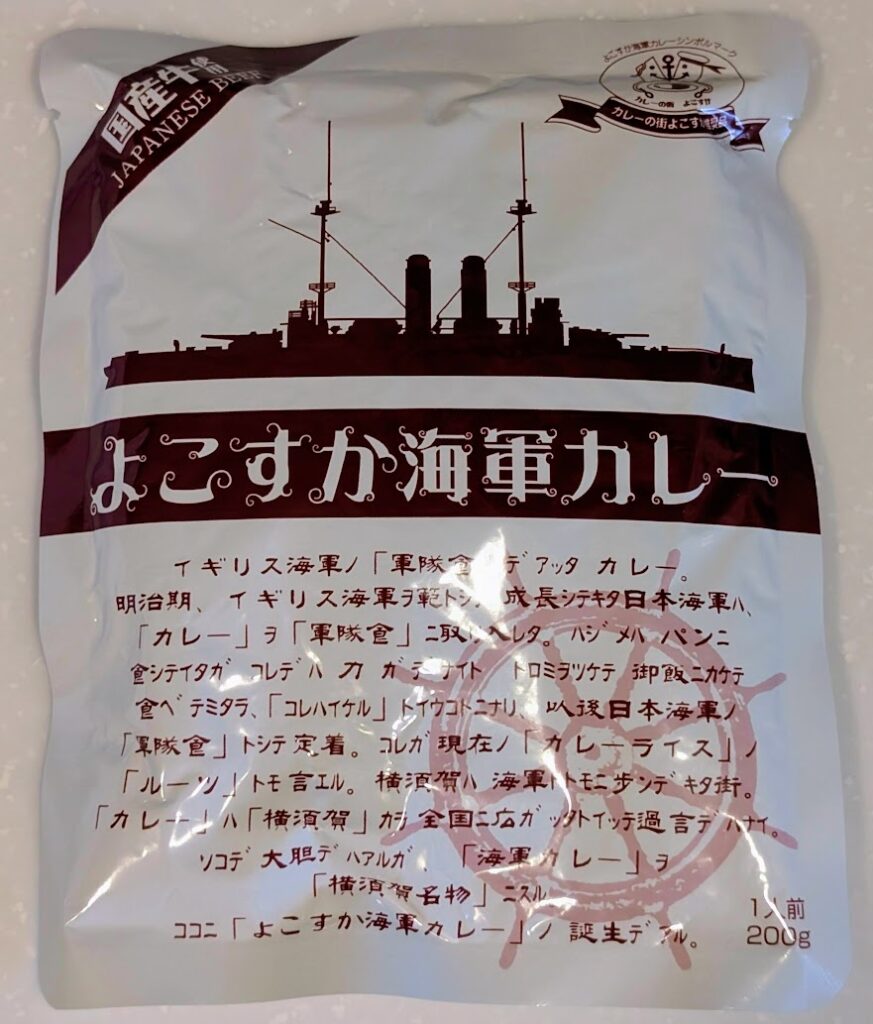 国産牛使用
JAPANESE BEEF
よこすか海軍カレーシンボルマーク
カレーの街 よこすか
カレーの街よこすか
よこすか海軍カレー
イギリス海軍ノ「軍隊食」デアッタ カレー。
明治期、イギリス海軍ヲ範トシ、成長シテキタ日本海軍ハ、
「カレー」ヲ「軍隊食」ニ取リ入レタ。ハジメハ パンニ
食シテイタガ コレデハ 力 ガ デナイト トロミヲツケテ 御飯ニカケテ
食ベテミタラ、「コレハイケル」トイウコトニナリ、以後日本海軍ノ
「軍隊食」トシテ定着。コレガ現在ノ「カレーライス」ノ
「ルーツ」トモ言エル。横須賀ハ 海軍トトモニ歩ンデキタ街。
「カレー」ハ「横須賀」カラ全国ニ広ガッタトイッテ過言デハナイ。
ソコデ 大胆デハアルガ、「海軍カレー」ヲ
「横須賀名物」ニスル
ココニ「よこすか海軍カレー」ノ 誕生デアル。
1人前
200g